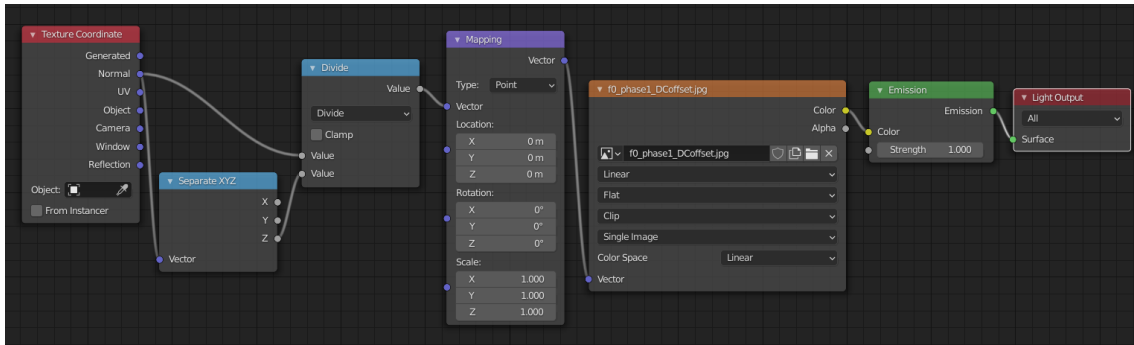 Texture Coordinate
Generated
Normal
UV
Object
Camera
Window
Reflection
Object:
From Instancer
Separate XYZ
X
Y
Z
Vector
Divide
Value
Divide
Clamp
Value
Value
Mapping
Vector
Type: Point
Vector
Location:
X 0 m
Y 0 m
Z 0 m
Rotation:
X 0°
Y 0°
Z 0°
Scale:
X 1.000
Y 1.000
Z 1.000
f0_phase1_DCoffset.jpg
Color
Alpha
f0_phase1_DCoffset.jpg
Linear
Flat
Clip
Single Image
Color Space Linear
Vector
Emission
Emission
Color
Strength 1.000
Light Output
All
Surface